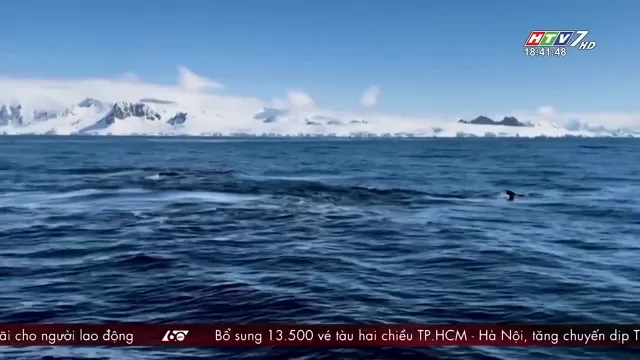 HTV7 HD
18:41:48
ãi cho người lao động 60 Bổ sung 13.500 vé tàu hai chiều TP.HCM - Hà Nội, tăng chuyến dịp T